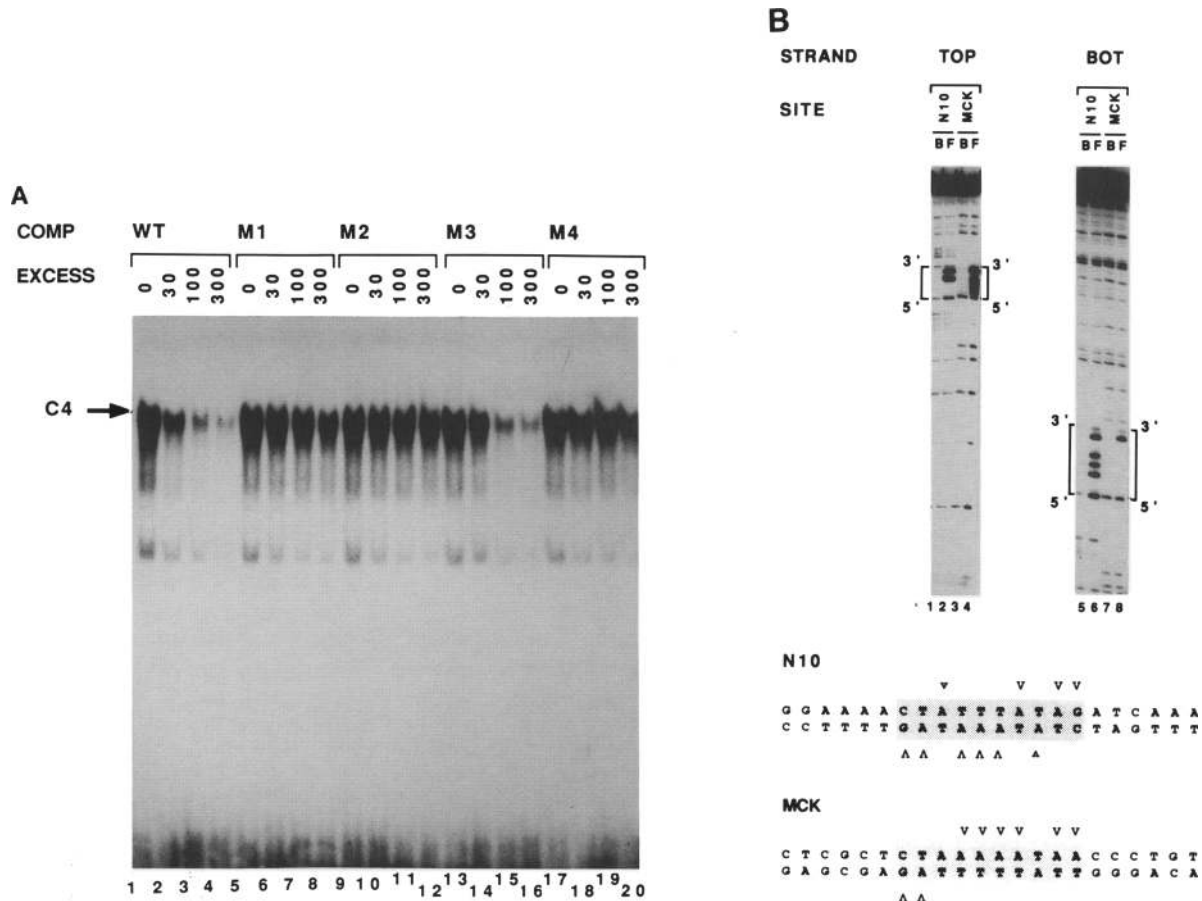 A
COMP WT M1 M2 M3 M4
EXCESS 0 30 100 300 0 30 100 300 0 30 100 300 0 30 100 300 0 30 100 300
C4
1 2 3 4 5 6 7 8 9 10 11 12 13 14 15 16 17 18 19 20
B
STRAND TOP BOT
SITE N10 MCK N10 MCK
B F B F B F B F
3' 3'
5' 5'
3' 3'
5' 5'
1 2 3 4 5 6 7 8
N10
V V V V
G G A A A A C T A T T T A T A G A T C A A A
C C T T T T G A T A A A T A T C T A G T T T
Λ Λ Λ Λ Λ Λ
MCK
V V V V V V
C T C G C T C T A A A A A T A A C C C T G T
G A G C G A G A T T T T T A T T G G G A C A
Λ Λ